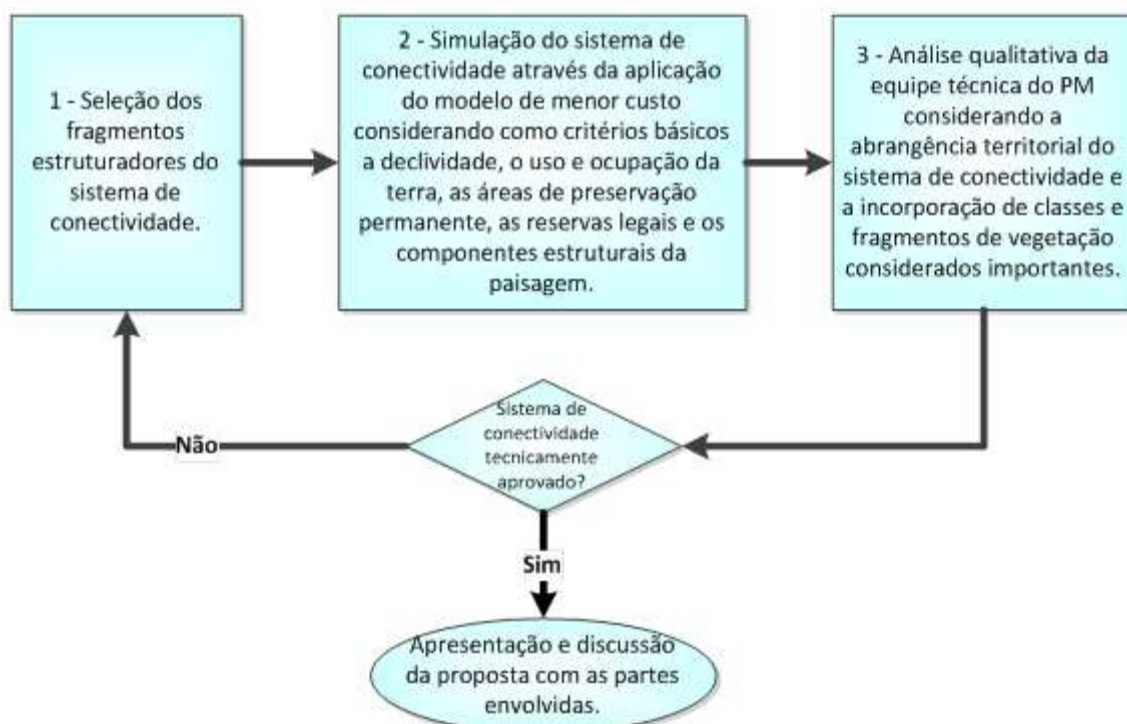 1 - Seleção dos
fragmentos
estruturadores do
sistema de
conectividade.
2 - Simulação do sistema de
conectividade através da aplicação
do modelo de menor custo
considerando como critérios básicos
a declividade, o uso e ocupação da
terra, as áreas de preservação
permanente, as reservas legais e os
componentes estruturais da
paisagem.
3 - Análise qualitativa da
equipe técnica do PM
considerando a
abrangência territorial do
sistema de conectividade e
a incorporação de classes e
fragmentos de vegetação
considerados importantes.
Sistema de
conectividade
tecnicamente
aprovado?
Não
Sim
Apresentação e discussão
da proposta com as partes
envolvidas.